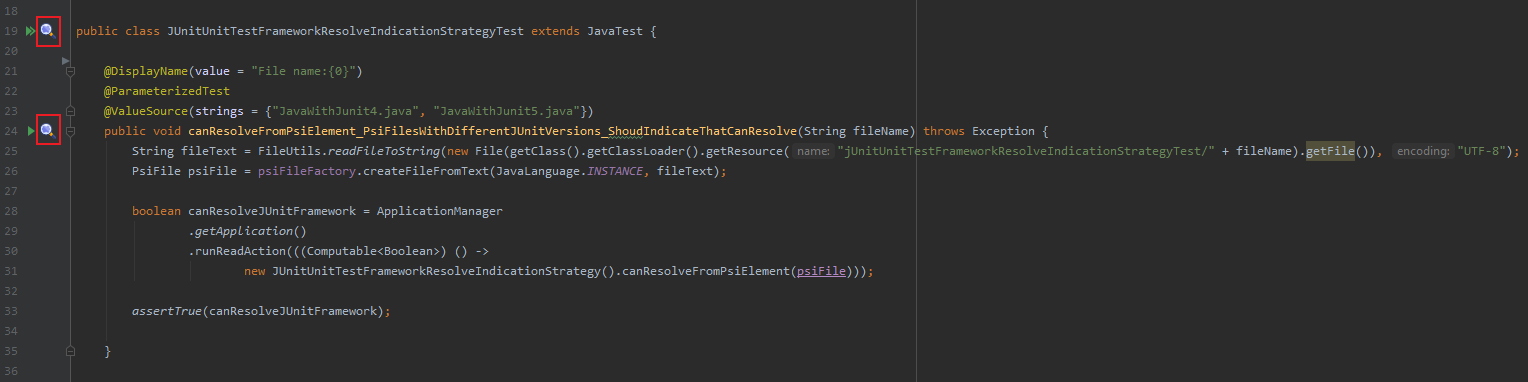 18
19 public class JUnitUnitTestFrameworkResolveIndicationStrategyTest extends JavaTest {
20
21 @DisplayName(value = "File name:{0}")
22 @ParameterizedTest
23 @ValueSource(strings = {"JavaWithJunit4.java", "JavaWithJunit5.java"})
24 public void canResolveFromPsiElement_PsiFilesWithDifferentJUnitVersions_ShoudIndicateThatCanResolve(String fileName) throws Exception {
25 String fileText = FileUtils.readFileToString(new File(getClass().getClassLoader().getResource( name: "jUnitUnitTestFrameworkResolveIndicationStrategyTest/" + fileName).getFile()), encoding: "UTF-8");
26 PsiFile psiFile = psiFileFactory.createFileFromText(JavaLanguage.INSTANCE, fileText);
27
28 boolean canResolveJUnitFramework = ApplicationManager
29 .getApplication()
30 .runReadAction(((Computable<Boolean>) () ->
31 new JUnitUnitTestFrameworkResolveIndicationStrategy().canResolveFromPsiElement(psiFile)));
32
33 assertTrue(canResolveJUnitFramework);
34
35 }
36